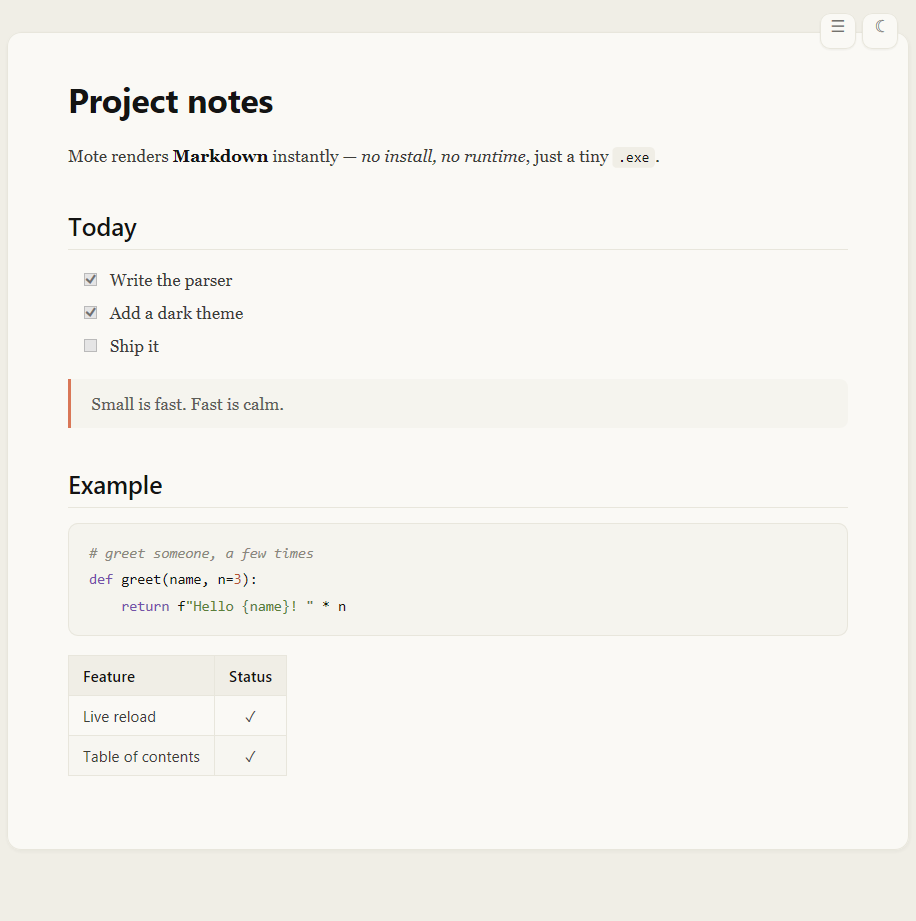 Project notes
Mote renders Markdown instantly — no install, no runtime, just a tiny .exe.
Today
Write the parser
Add a dark theme
Ship it
Small is fast. Fast is calm.
Example
# greet someone, a few times
def greet(name, n=3):
    return f"Hello {name}! " * n
Feature Status
Live reload ✓
Table of contents ✓